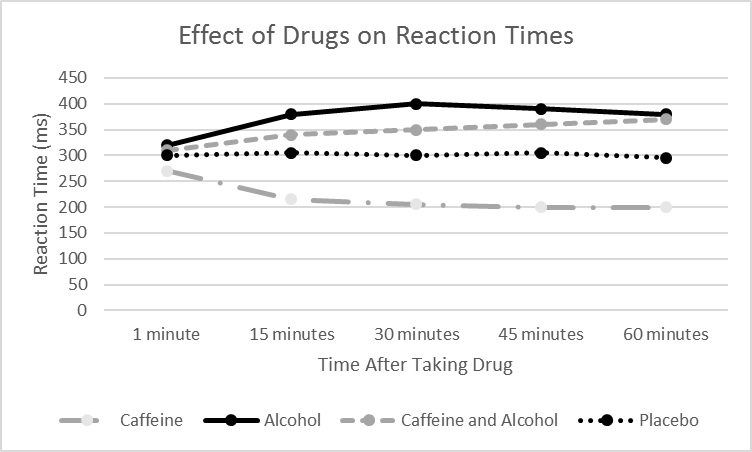 Effect of Drugs on Reaction Times
Reaction Time (ms)
450
400
350
300
250
200
150
100
50
0
1 minute 15 minutes 30 minutes 45 minutes 60 minutes
Time After Taking Drug
Caffeine Alcohol Caffeine and Alcohol Placebo